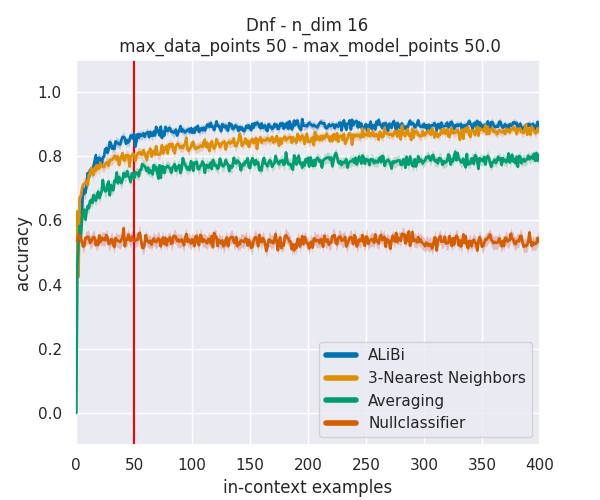 Dnf - n_dim 16
max_data_points 50 - max_model_points 50.0
accuracy
1.0
0.8
0.6
0.4
0.2
0.0
0 50 100 150 200 250 300 350 400
in-context examples
ALiBi
3-Nearest Neighbors
Averaging
Nullclassifier